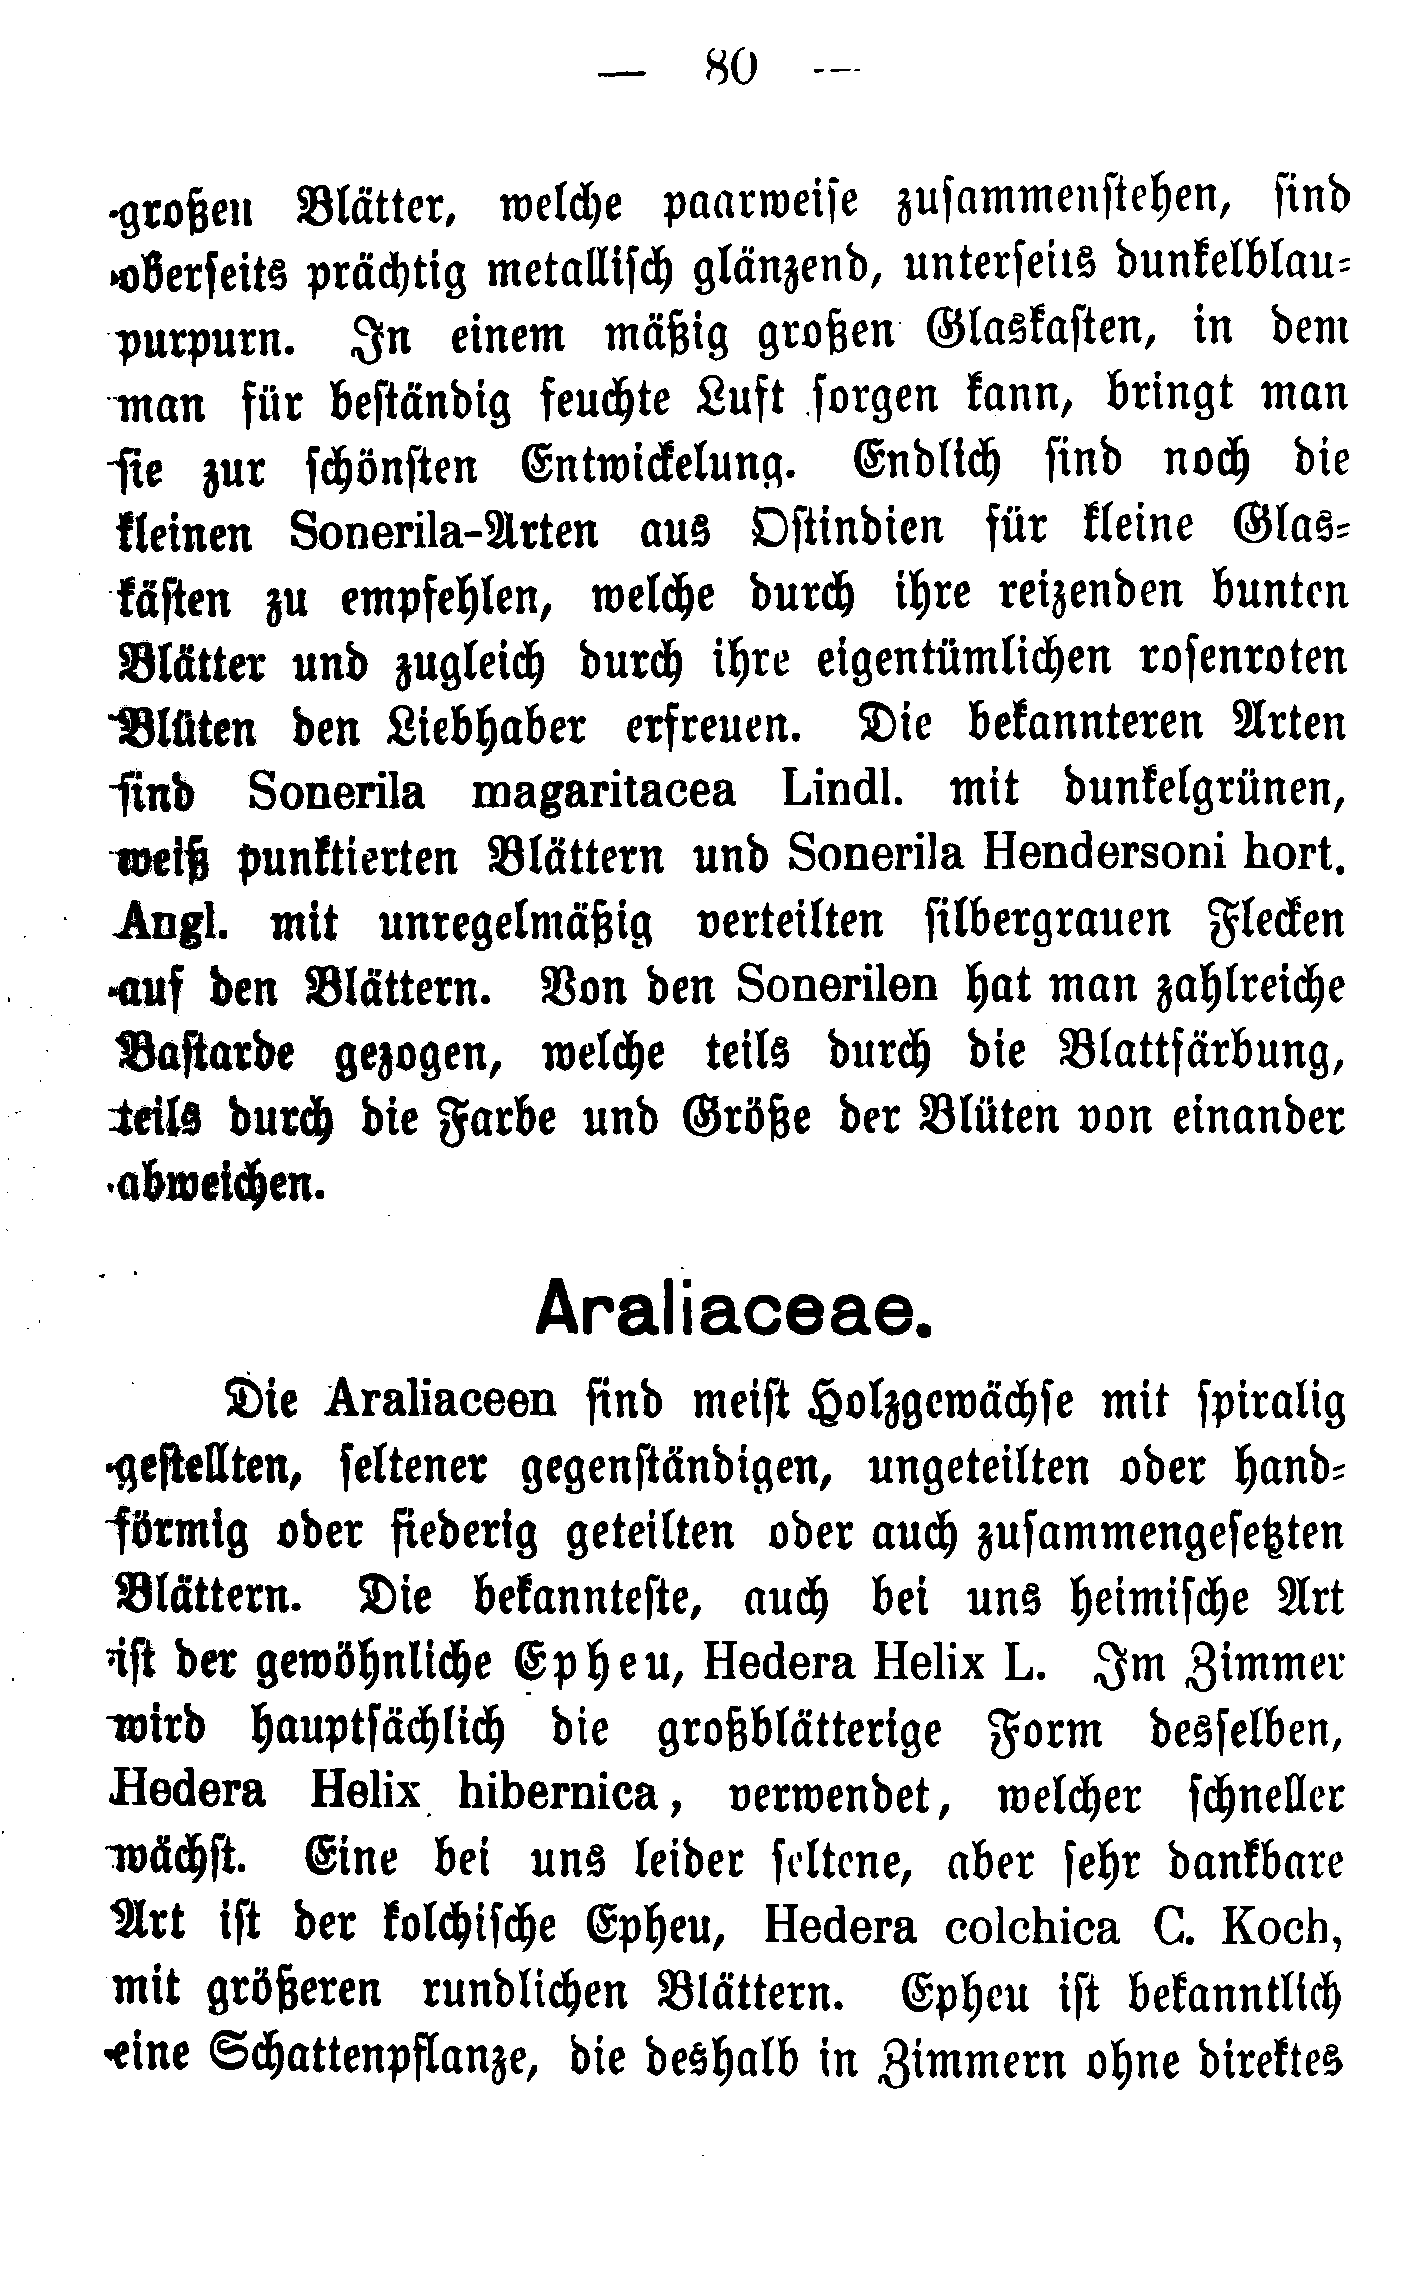 — 80 —
großen Blätter, welche paarweiſe zuſammenſtehen, ſind
oberſeits prächtig metalliſch glänzend, unterſeits dunkelblau⸗
purpurn. In einem mäßig großen Glaskaſten, in dem
man für beſtändig feuchte Luft ſorgen kann, bringt man
ſie zur ſchönſten Entwickelung. Endlich ſind noch die
kleinen Sonerila-Arten aus Oſtindien für kleine Glas⸗
käſten zu empfehlen, welche durch ihre reizenden bunten
Blätter und zugleich durch ihre eigentümlichen roſenroten
Blüten den Liebhaber erfreuen. Die bekannteren Arten
ſind Sonerila magaritacea Lindl. mit dunkelgrünen,
weiß punktierten Blättern und Sonerila Hendersoni hort.
Angl. mit unregelmäßig verteilten ſilbergrauen Flecken
auf den Blättern. Von den Sonerilen hat man zahlreiche
Baſtarde gezogen, welche teils durch die Blattfärbung,
teils durch die Farbe und Größe der Blüten von einander
abweichen.
Araliaceae.
Die Araliaceen ſind meiſt Holzgewächſe mit ſpiralig
geſtellten, ſeltener gegenſtändigen, ungeteilten oder hand⸗
förmig oder fiederig geteilten oder auch zuſammengeſetzten
Blättern. Die bekannteſte, auch bei uns heimiſche Art
iſt der gewöhnliche Epheu, Hedera Helix L. Im Zimmer
wird hauptſächlich die großblätterige Form desſelben,
Hedera Helix hibernica, verwendet, welcher ſchneller
wächſt. Eine bei uns leider ſeltene, aber ſehr dankbare
Art iſt der kolchiſche Epheu, Hedera colchica C. Koch,
mit größeren rundlichen Blättern. Epheu iſt bekanntlich
eine Schattenpflanze, die deshalb in Zimmern ohne direktes